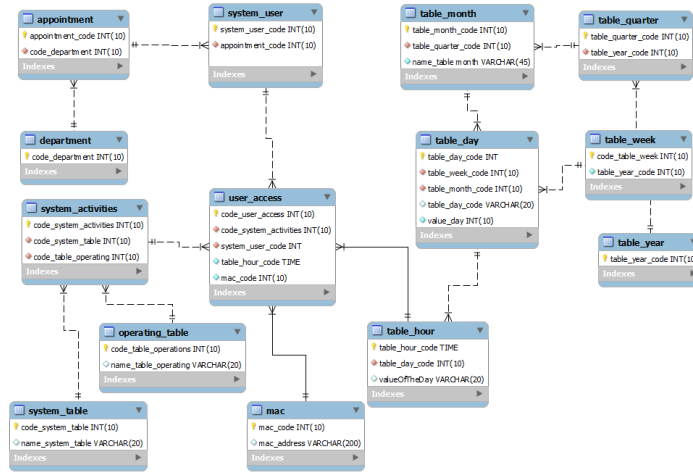 appointment
appointment_code INT(10)
code_department INT(10)
Indexes
system_user
system_user_code INT(10)
appointment_code INT(10)
Indexes
table_month
table_month_code INT(10)
table_quarter_code INT(10)
name_table month VARCHAR(45)
Indexes
table_quarter
table_quarter_code INT(10)
table_year_code INT(10)
Indexes
department
code_department INT(10)
Indexes
table_day
table_day_code INT
table_week_code INT(10)
table_month_code INT(10)
table_day_code VARCHAR(20)
value_day INT(10)
Indexes
table_week
code_table_week INT(10)
table_year_code INT(10)
Indexes
system_activities
code_system_activities INT(10)
code_system_table INT(10)
code_table_operating INT(10)
Indexes
user_access
code_user_access INT(10)
code_system_activities INT(10)
system_user_code INT
table_hour_code TIME
mac_code INT(10)
Indexes
table_year
table_year_code INT(10
Indexes
operating_table
code_table_operations INT(10)
name_table_operating VARCHAR(20)
Indexes
table_hour
table_hour_code TIME
table_day_code INT(10)
valueOfTheDay VARCHAR(20)
Indexes
system_table
code_system_table INT(10)
name_system_table VARCHAR(20)
mac
mac_code INT(10)
mac_address VARCHAR(200)
Indexes